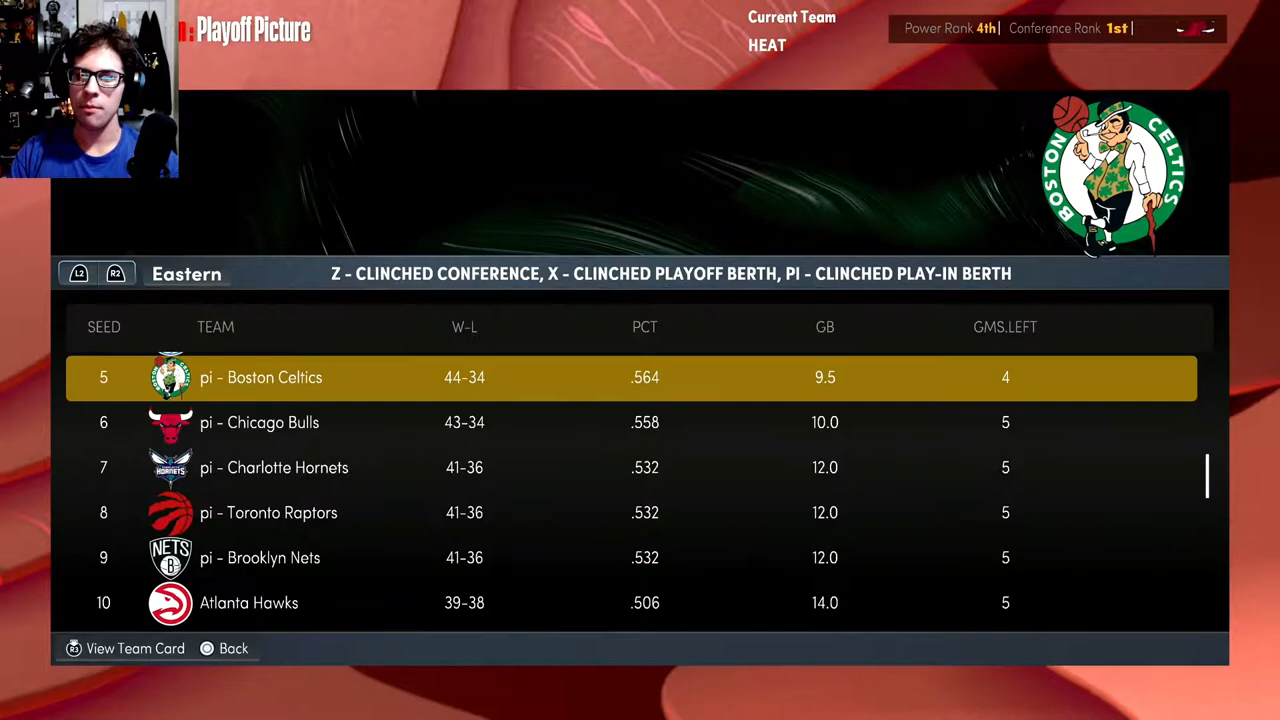 n: Playoff Picture
Current Team
HEAT
Power Rank 4th| Conference Rank 1st|
BOSTON CELTICS
L2 R2 Eastern Z - CLINCHED CONFERENCE, X - CLINCHED PLAYOFF BERTH, PI - CLINCHED PLAY-IN BERTH
SEED TEAM W-L PCT GB GMS.LEFT
5 pi - Boston Celtics 44-34 .564 9.5 4
6 pi - Chicago Bulls 43-34 .558 10.0 5
7 HORNETS pi - Charlotte Hornets 41-36 .532 12.0 5
8 pi - Toronto Raptors 41-36 .532 12.0 5
9 NETS B pi - Brooklyn Nets 41-36 .532 12.0 5
10 Atlanta Hawks 39-38 .506 14.0 5
R3 View Team Card Back